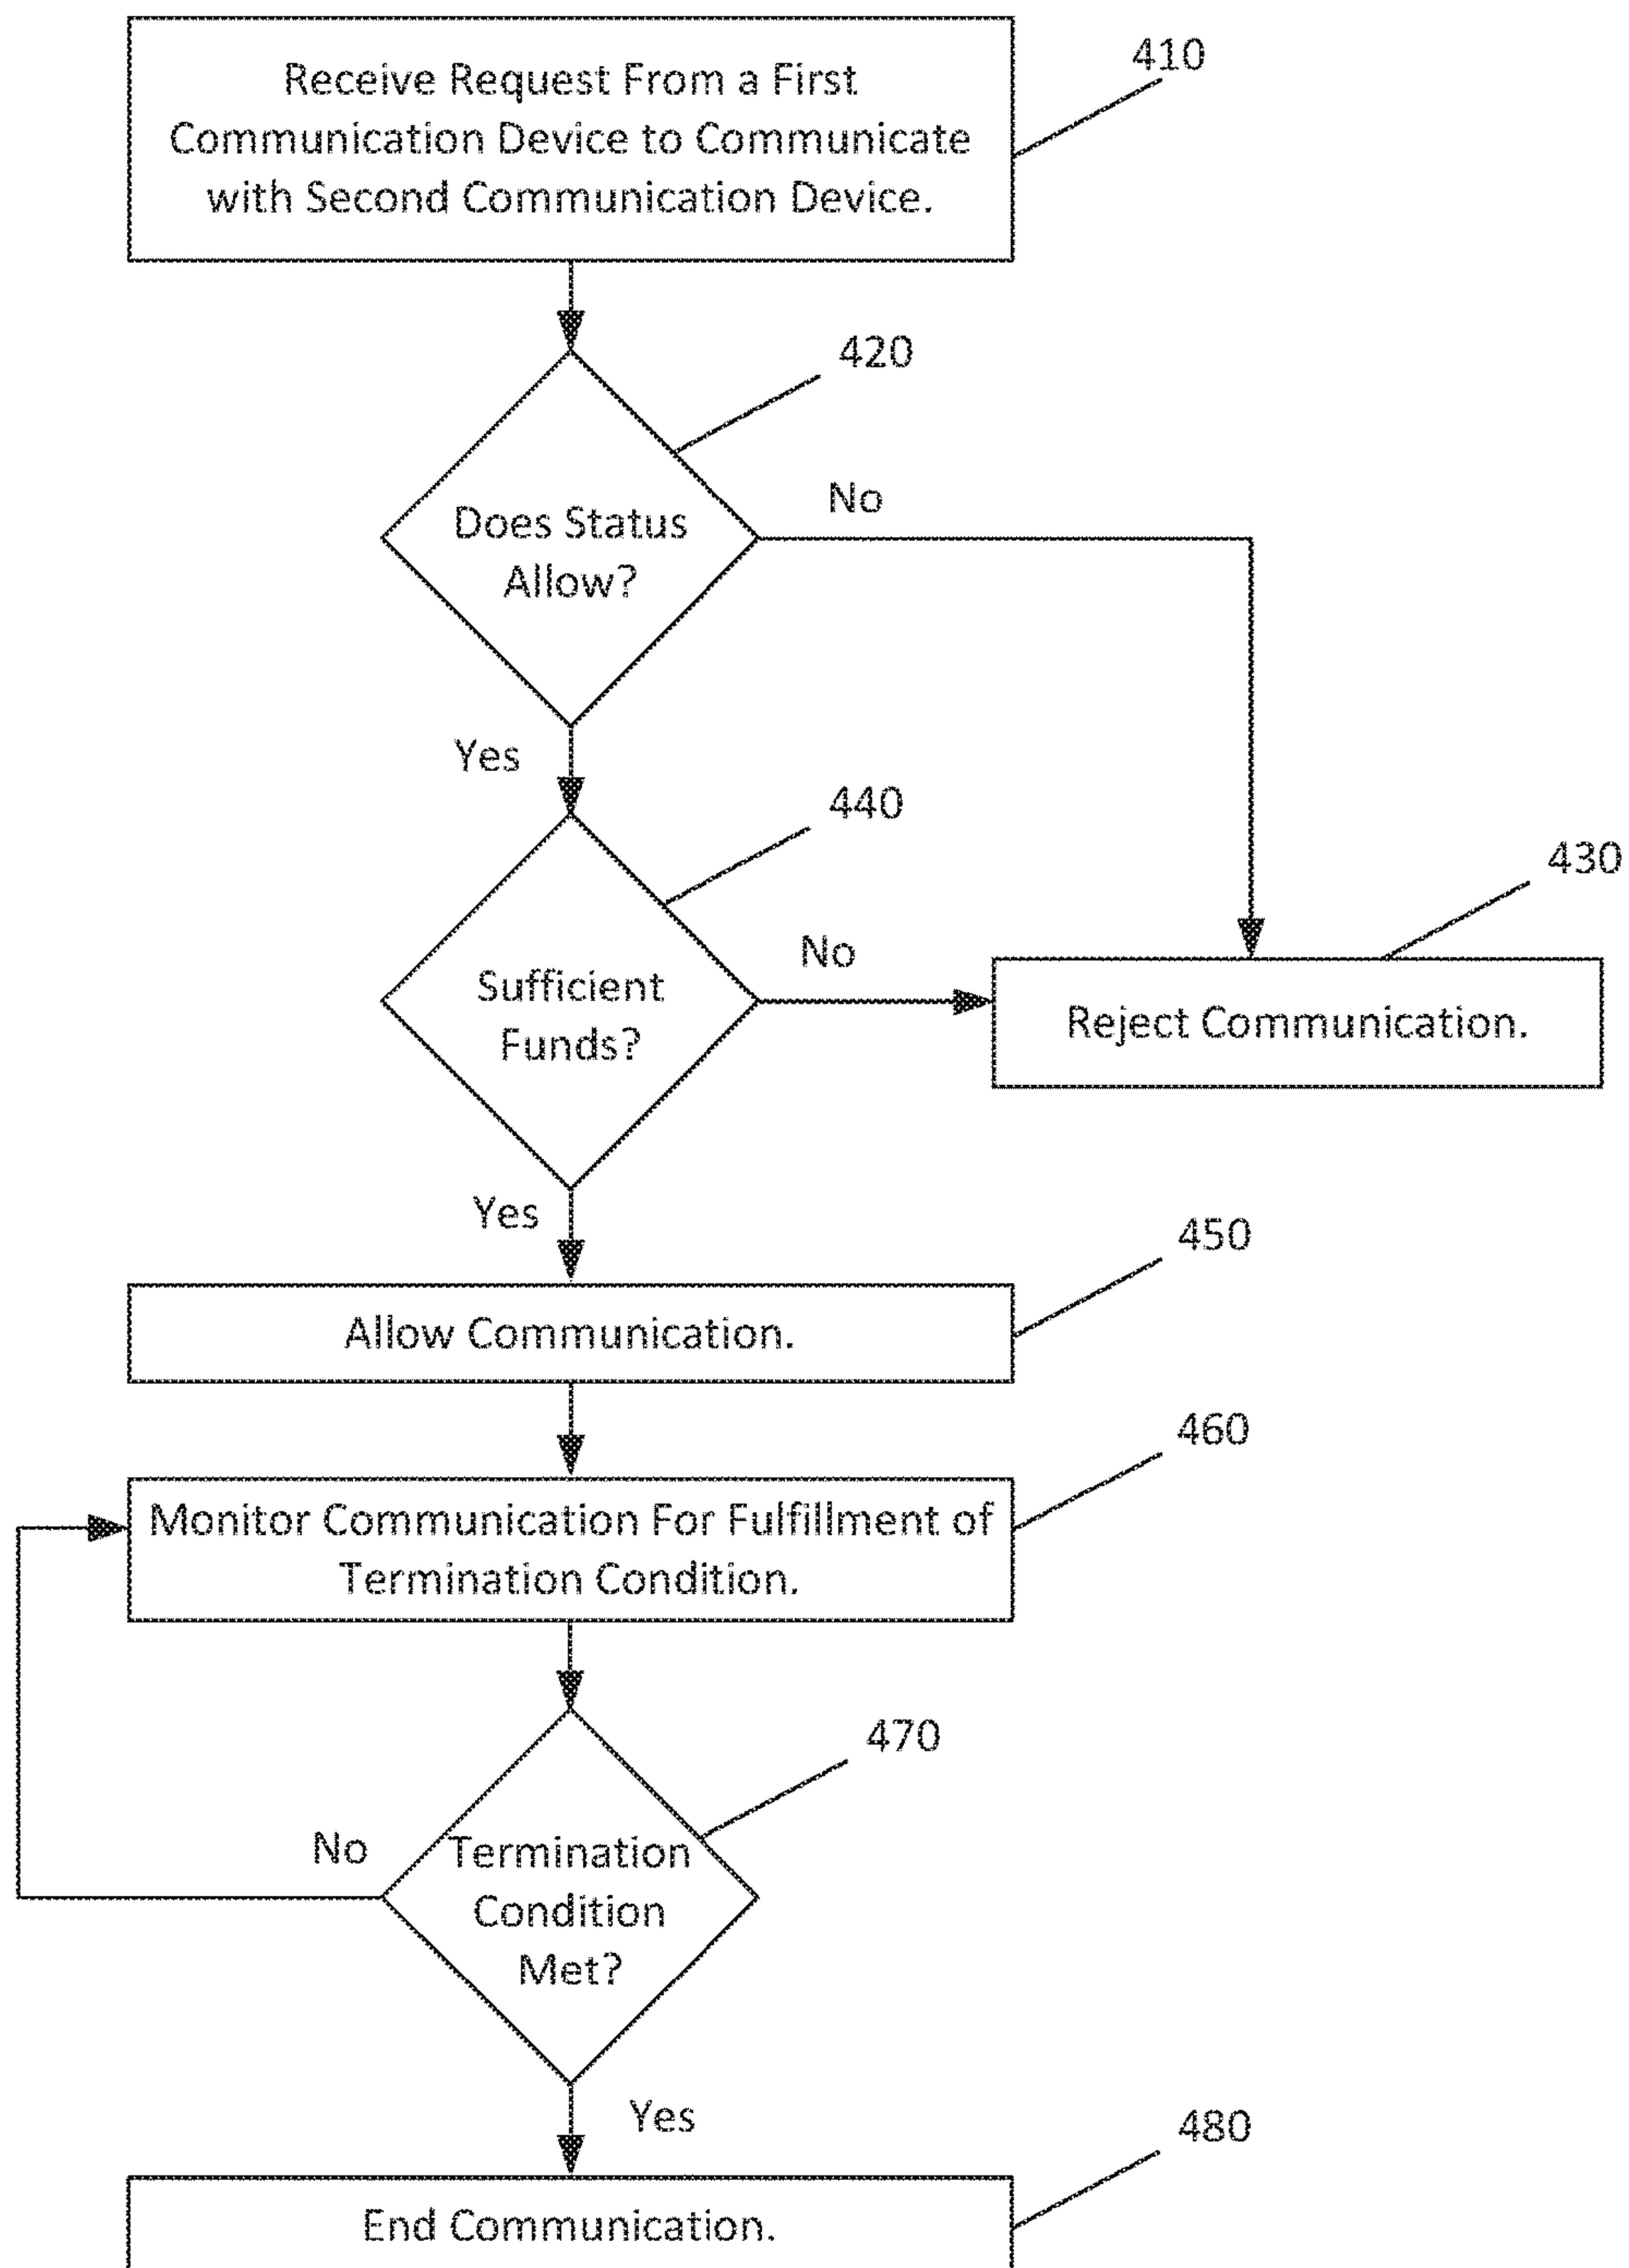 Receive Request From a First
Communication Device to Communicate
with Second Communication Device.
410
420
Does Status
Allow?
No
Yes
440
430
Sufficient
Funds?
No
Reject Communication.
Yes
450
Allow Communication.
460
Monitor Communication For Fulfillment of
Termination Condition.
470
No
Termination
Condition
Met?
Yes
480
End Communication.